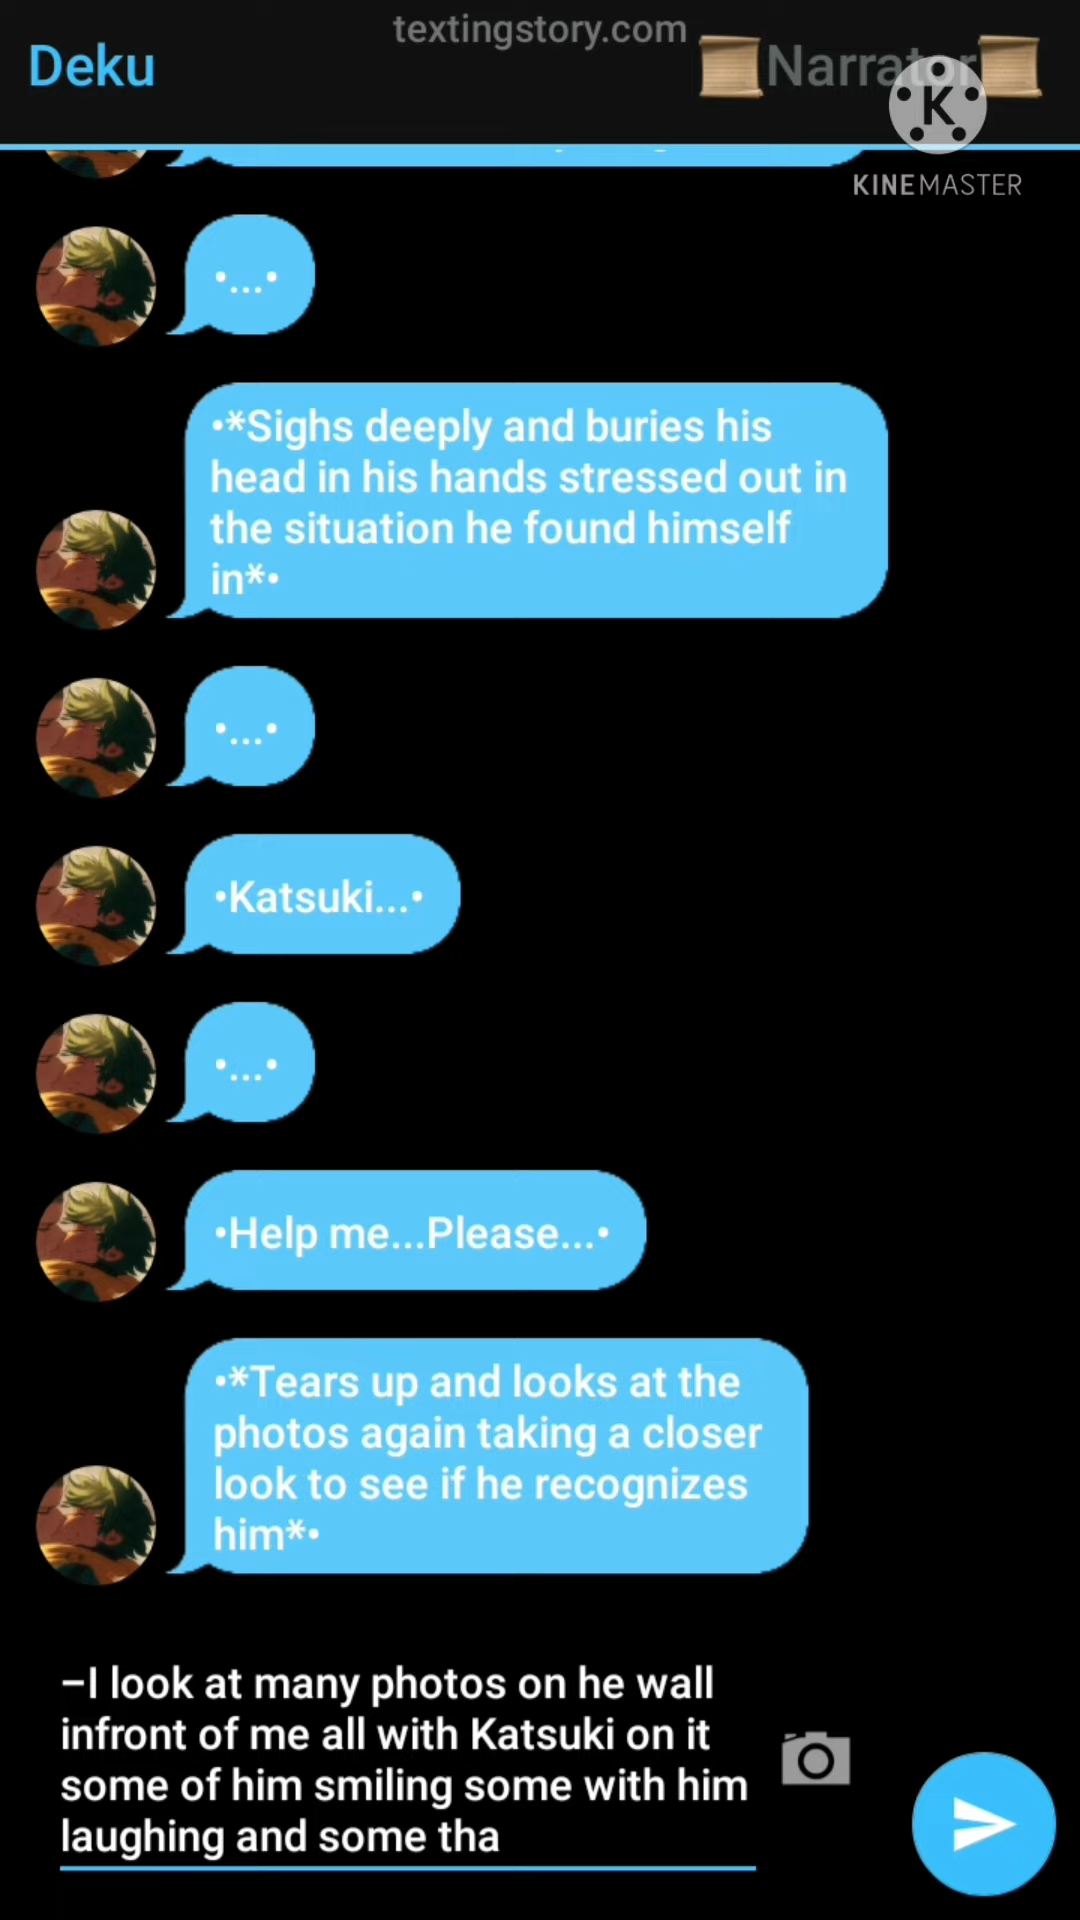 textingstory.com
Deku
Narrator
K
KINEMASTER
•...•
•*Sighs deeply and buries his
head in his hands stressed out in
the situation he found himself
in*•
•...•
•Katsuki...•
•...•
•Help me...Please...•
•*Tears up and looks at the
photos again taking a closer
look to see if he recognizes
him*•
–I look at many photos on he wall
infront of me all with Katsuki on it
some of him smiling some with him
laughing and some tha